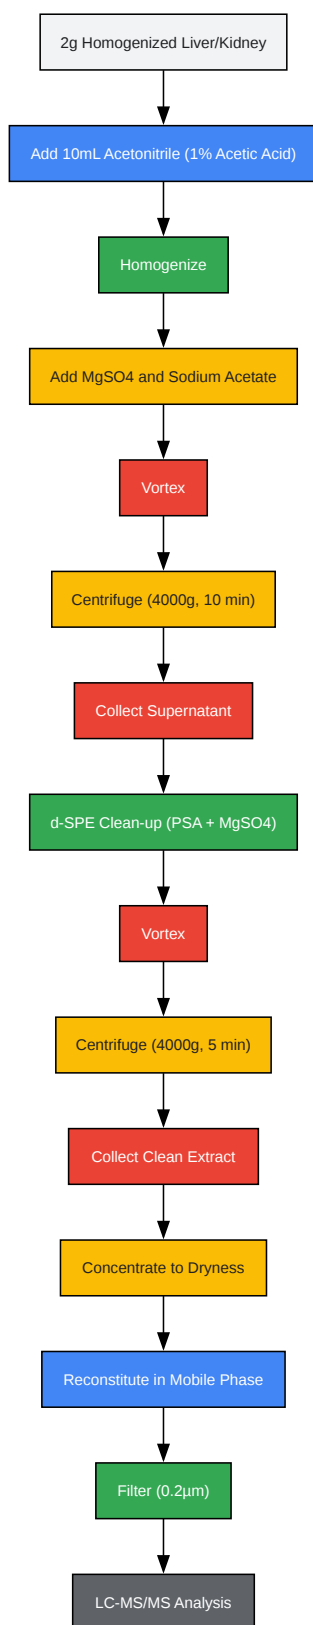 2g Homogenized Liver/Kidney
Add 10mL Acetonitrile (1% Acetic Acid)
Homogenize
Add MgSO4 and Sodium Acetate
Vortex
Centrifuge (4000g, 10 min)
Collect Supernatant
d-SPE Clean-up (PSA + MgSO4)
Vortex
Centrifuge (4000g, 5 min)
Collect Clean Extract
Concentrate to Dryness
Reconstitute in Mobile Phase
Filter (0.2µm)
LC-MS/MS Analysis